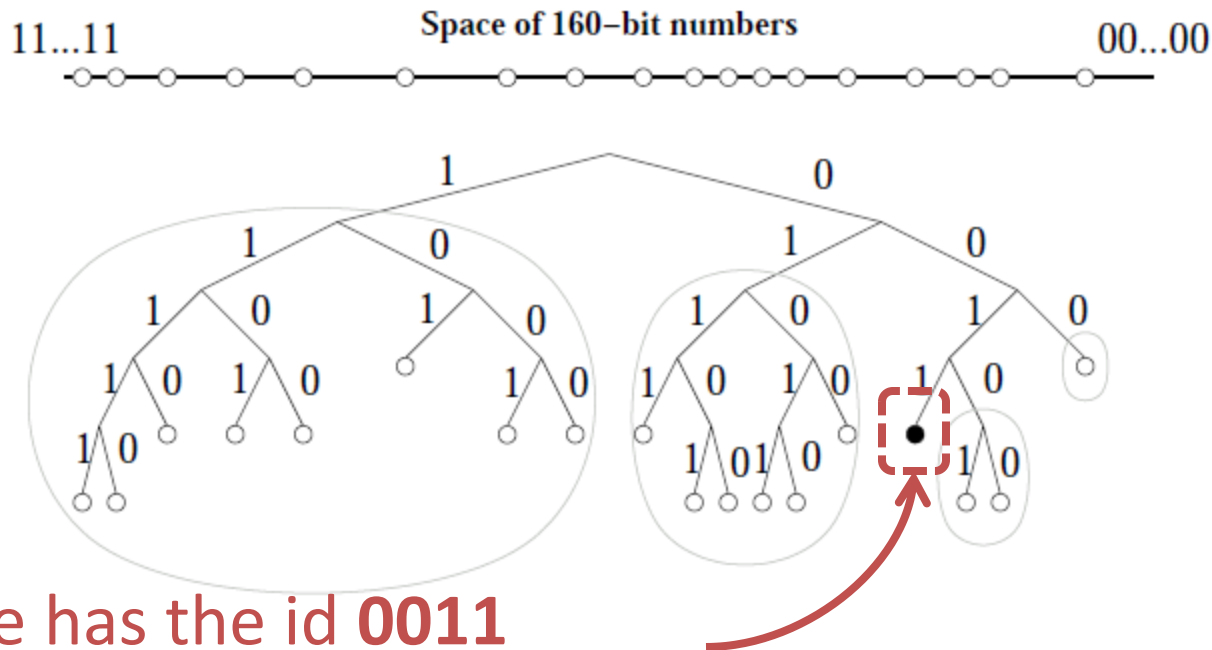 Space of 160–bit numbers
11...11 00...00
1 0
1 0 1 0
1 0 1 0 1 0 1 0
1 0 1 0 1 0 1 0 1 0 1 0
1 0 1 0 1 0 1 0
e has the id 0011